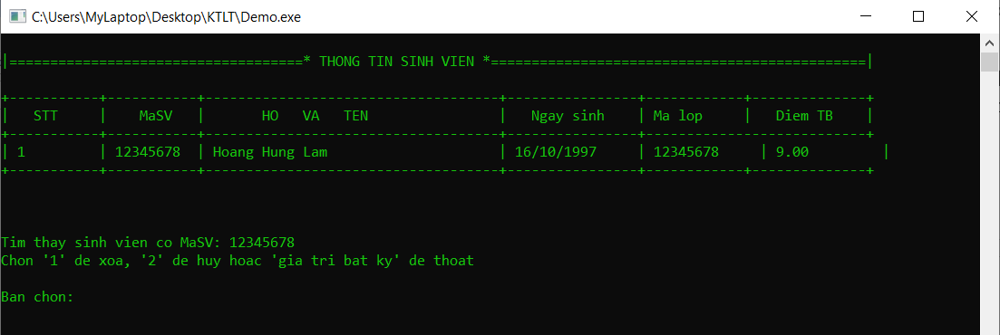 C:\Users\MyLaptop\Desktop\KTLT\Demo.exe
|====================================* THONG TIN SINH VIEN *==============================================|
+-----------+-----------+------------------------------------+----------------+------------+--------------+
|   STT     |    MaSV   |       HO   VA   TEN                |   Ngay sinh    | Ma lop     |   Diem TB    |
+-----------+-----------+------------------------------------+----------------+------------+--------------+
| 1         | 12345678  | Hoang Hung Lam                     | 16/10/1997     | 12345678     | 9.00         |
+-----------+-----------+------------------------------------+----------------+------------+--------------+
Tim thay sinh vien co MaSV: 12345678
Chon '1' de xoa, '2' de huy hoac 'gia tri bat ky' de thoat
Ban chon: